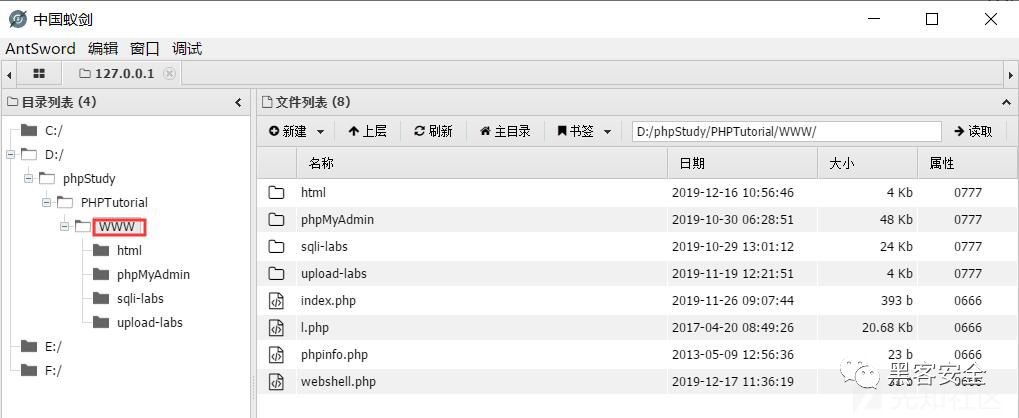 中国蚁剑
AntSword 编辑 窗口 调试
127.0.0.1
目录列表 (4)
C:/
D:/
phpStudy
PHPTutorial
WWW
html
phpMyAdmin
sqli-labs
upload-labs
E:/
F:/
文件列表 (8)
新建 上层 刷新 主目录 书签 D:/phpStudy/PHPTutorial/WWW/ 读取
名称 日期 大小 属性
html 2019-12-16 10:56:46 4 Kb 0777
phpMyAdmin 2019-10-30 06:28:51 48 Kb 0777
sqli-labs 2019-10-29 13:01:12 24 Kb 0777
upload-labs 2019-11-19 12:21:51 4 Kb 0777
index.php 2019-11-26 09:07:44 393 b 0666
l.php 2017-04-20 08:49:26 20.68 Kb 0666
phpinfo.php 2013-05-09 12:56:36 23 b 0666
webshell.php 2019-12-17 11:36:19
黑客安全
先知社区